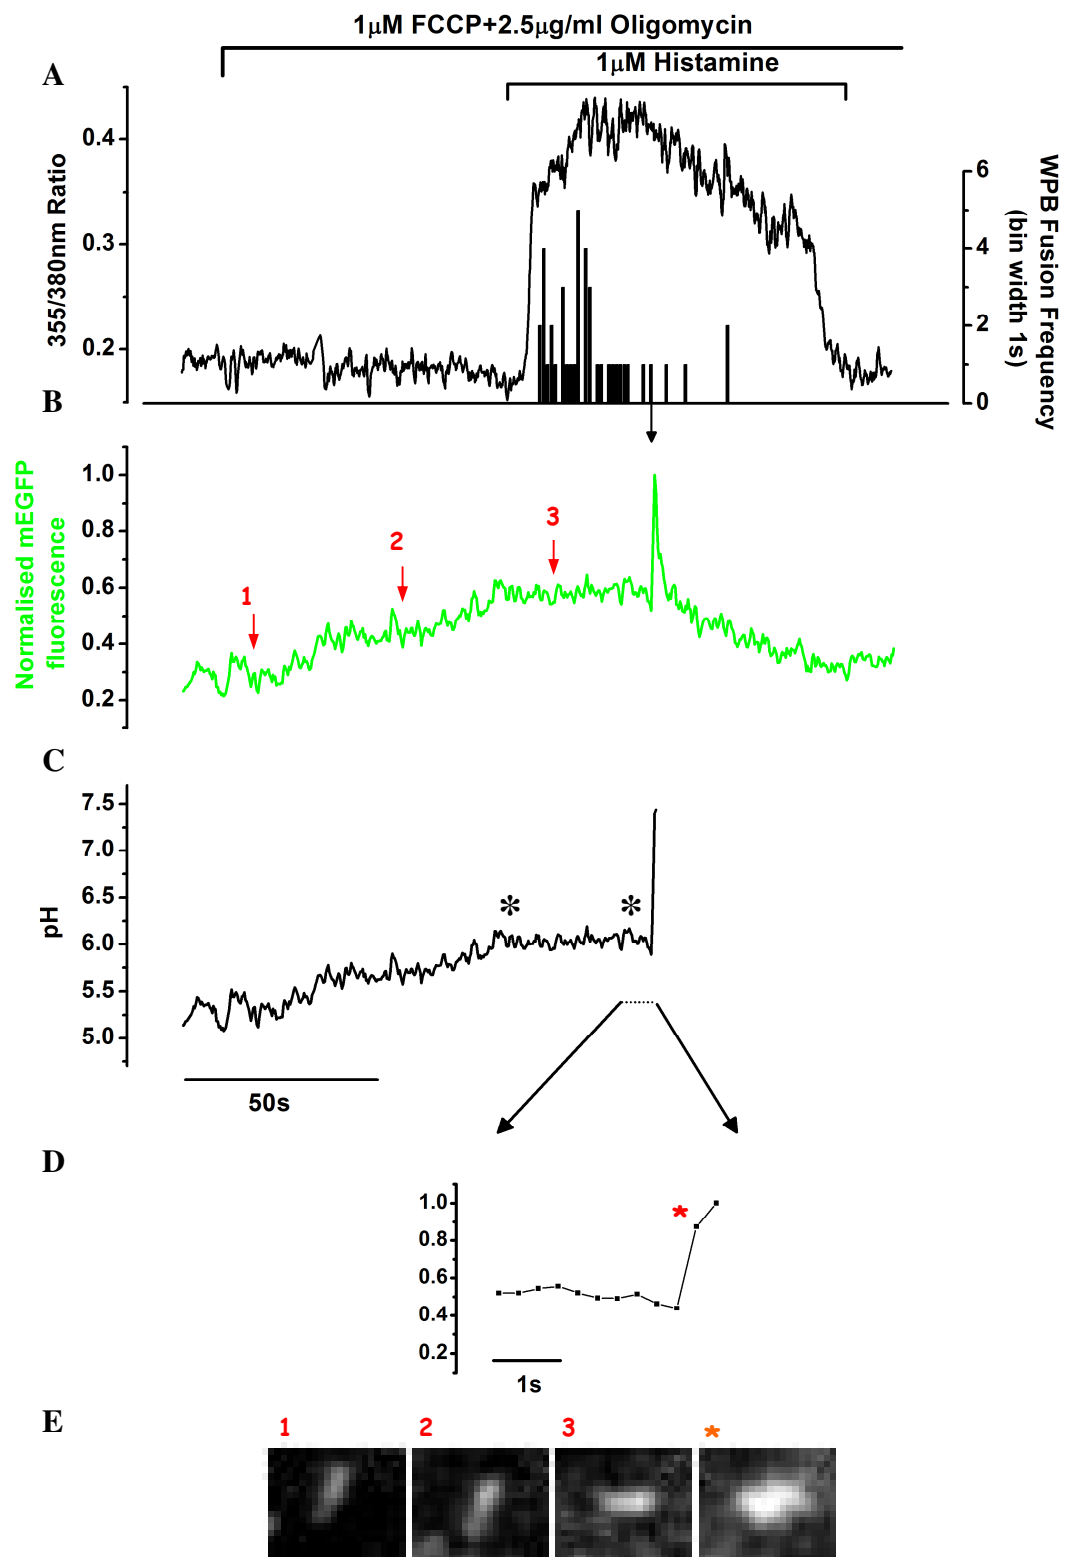 1μM FCCP+2.5μg/ml Oligomycin
1μM Histamine
A
0.4
0.3
0.2
355/380nm Ratio
6
4
2
0
WPB Fusion Frequency
(bin width 1s)
B
1.0
0.8
0.6
0.4
0.2
Normalised mEGFP
fluorescence
1
2
3
C
7.5
7.0
6.5
6.0
5.5
5.0
pH
*
*
50s
D
1.0
0.8
0.6
0.4
0.2
*
1s
E
1
2
3
*